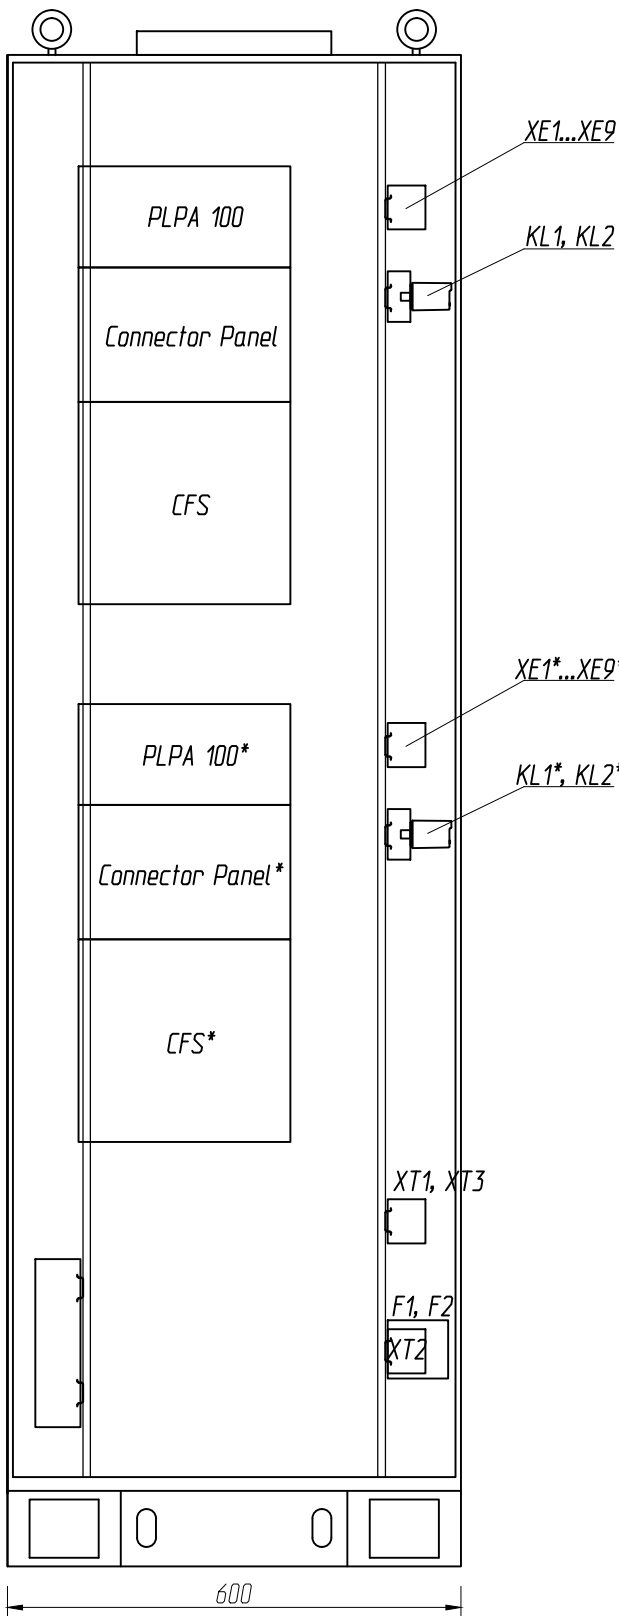 XE1...XE9
PLPA 100
KL1, KL2
Connector Panel
CFS
XE1*...XE9*
PLPA 100*
KL1*, KL2*
Connector Panel*
CFS*
XT1, XT3
F1, F2
XT2
600